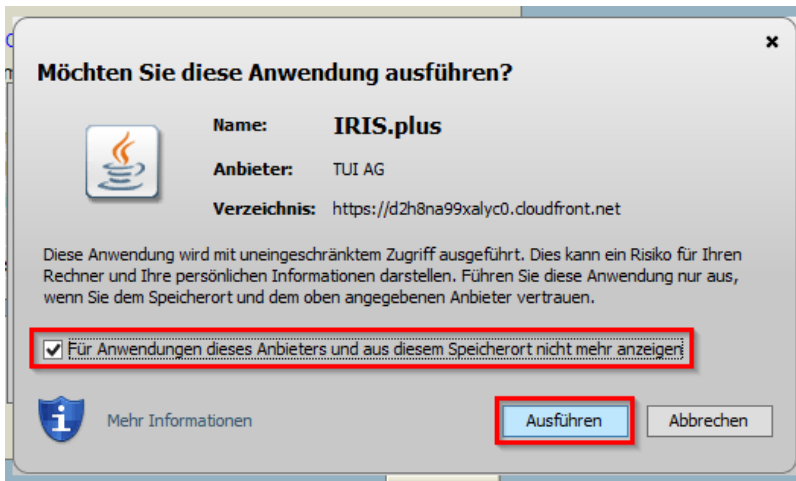 Möchten Sie diese Anwendung ausführen?
Name: IRIS.plus
Anbieter: TUI AG
Verzeichnis: https://d2h8na99xalyc0.cloudfront.net
Diese Anwendung wird mit uneingeschränktem Zugriff ausgeführt. Dies kann ein Risiko für Ihren
Rechner und Ihre persönlichen Informationen darstellen. Führen Sie diese Anwendung nur aus,
wenn Sie dem Speicherort und dem oben angegebenen Anbieter vertrauen.
Für Anwendungen dieses Anbieters und aus diesem Speicherort nicht mehr anzeigen
Mehr Informationen
Ausführen
Abbrechen